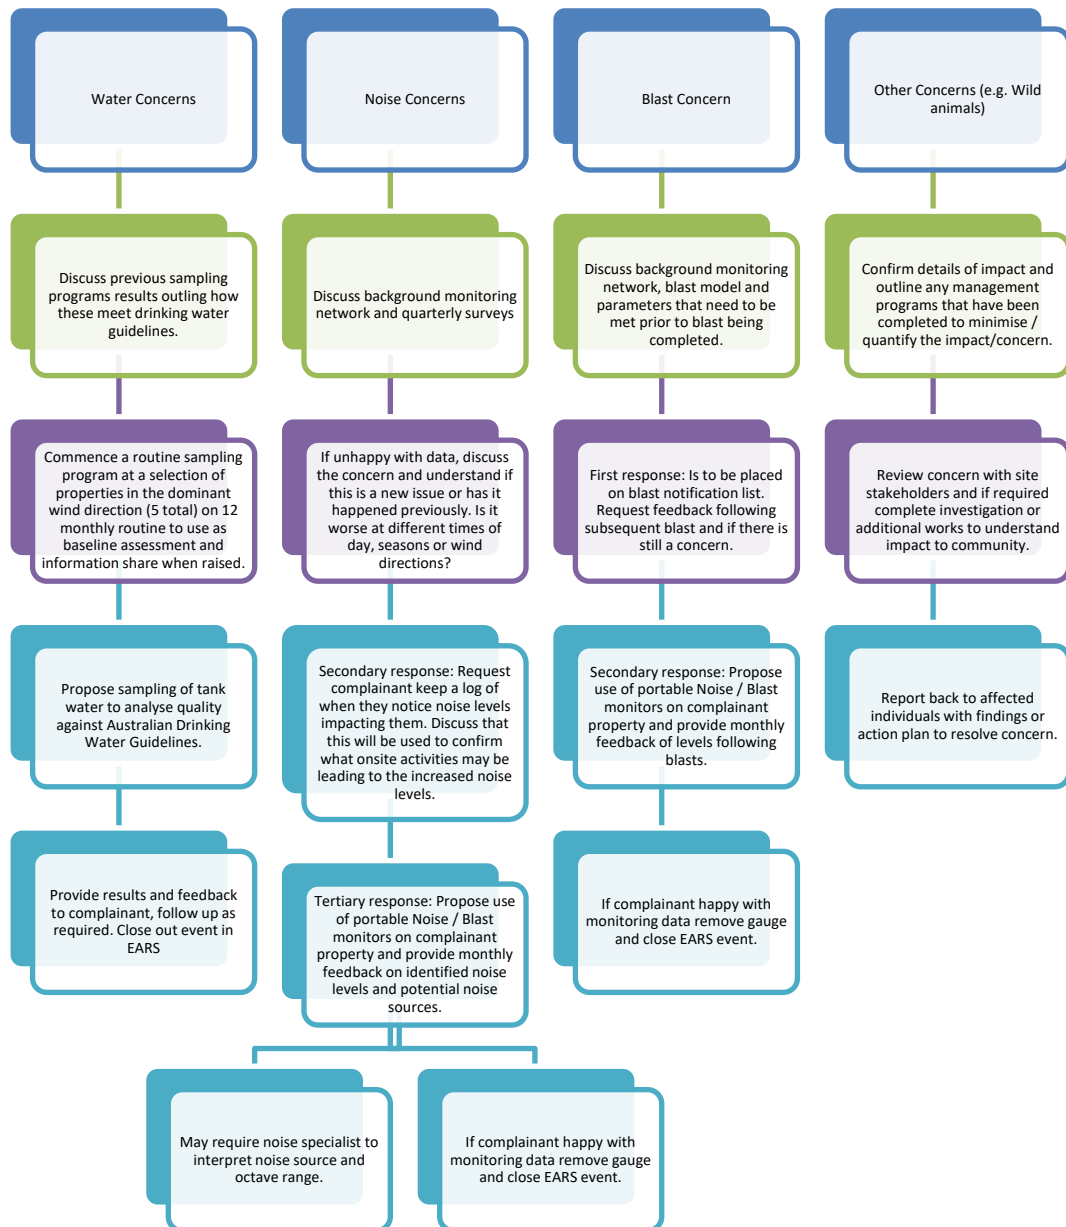 Water Concerns
Noise Concerns
Blast Concern
Other Concerns (e.g. Wild
animals)
Discuss previous sampling
programs results outling how
these meet drinking water
guidelines.
Discuss background monitoring
network and quarterly surveys
Discuss background monitoring
network, blast model and
parameters that need to be
met prior to blast being
completed.
Confirm details of impact and
outline any management
programs that have been
completed to minimise /
quantify the impact/concern.
Commence a routine sampling
program at a selection of
properties in the dominant
wind direction (5 total) on 12
monthly routine to use as
baseline assessment and
information share when raised.
If unhappy with data, discuss
the concern and understand if
this is a new issue or has it
happened previously. Is it
worse at different times of
day, seasons or wind
directions?
First response: Is to be placed
on blast notification list.
Request feedback following
subsequent blast and if there is
still a concern.
Review concern with site
stakeholders and if required
complete investigation or
additional works to understand
impact to community.
Propose sampling of tank
water to analyse quality
against Australian Drinking
Water Guidelines.
Secondary response: Request
complainant keep a log of
when they notice noise levels
impacting them. Discuss that
this will be used to confirm
what onsite activities may be
leading to the increased noise
levels.
Secondary response: Propose
use of portable Noise / Blast
monitors on complainant
property and provide monthly
feedback of levels following
blasts.
Report back to affected
individuals with findings or
action plan to resolve concern.
Provide results and feedback
to complainant, follow up as
required. Close out event in
EARS
Tertiary response: Propose use
of portable Noise / Blast
monitors on complainant
property and provide monthly
feedback on identified noise
levels and potential noise
sources.
If complainant happy with
monitoring data remove gauge
and close EARS event.
May require noise specialist to
interpret noise source and
octave range.
If complainant happy with
monitoring data remove gauge
and close EARS event.